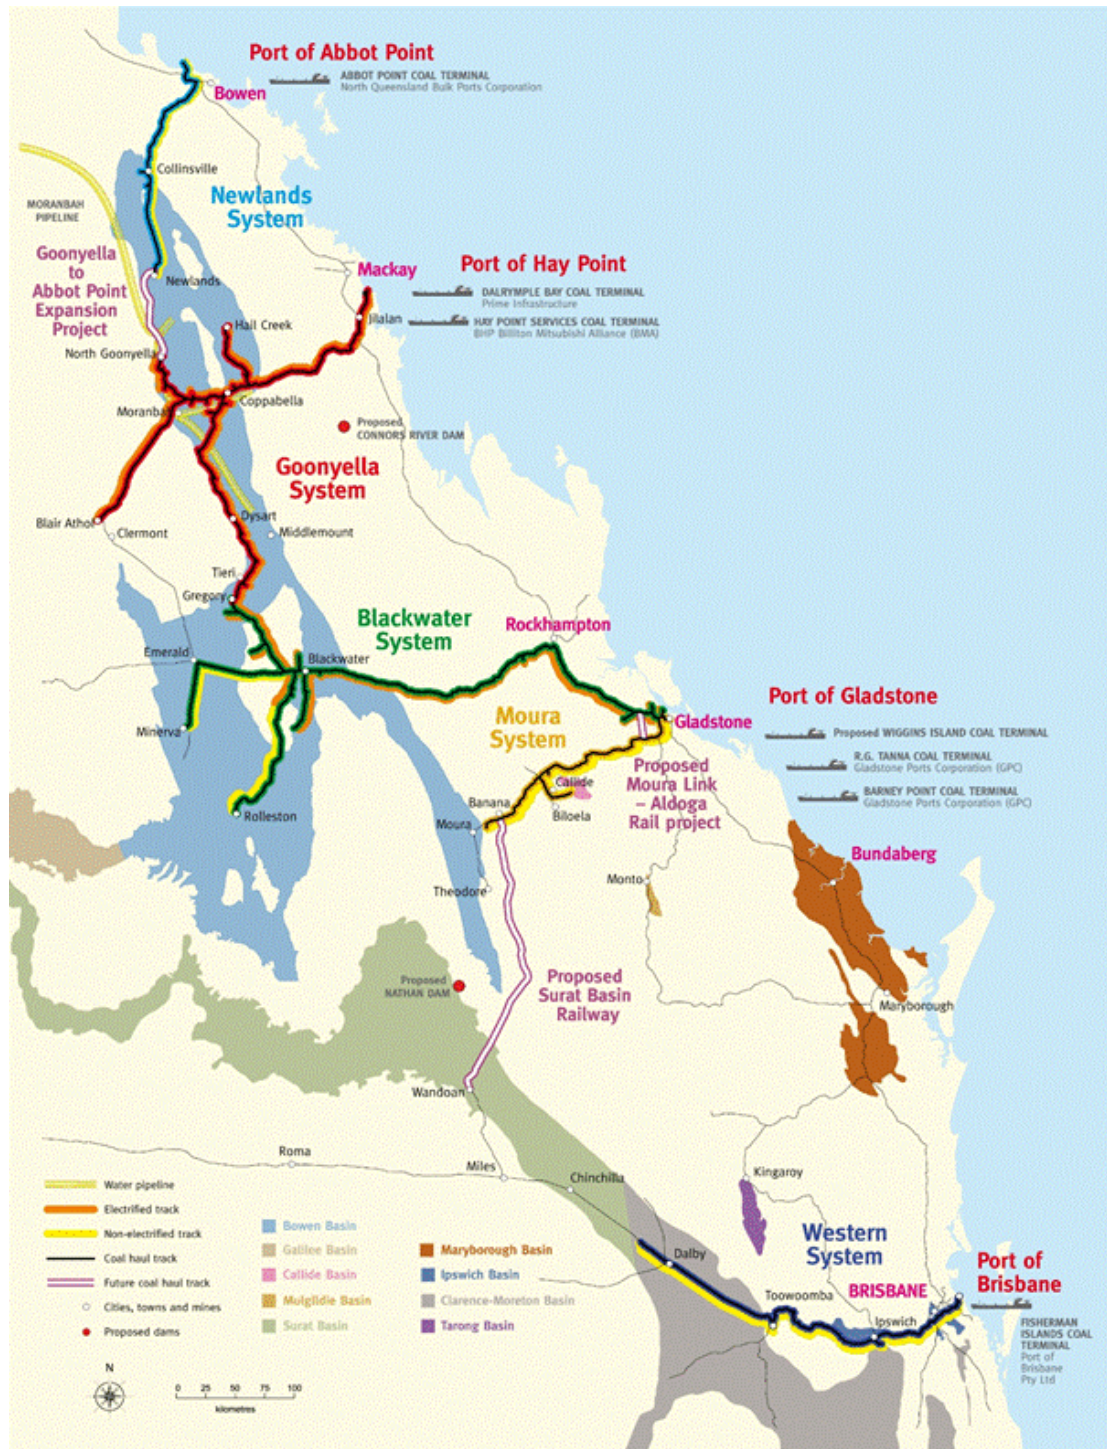 Port of Abbot Point
ABBOT POINT COAL TERMINAL
North Queensland Bulk Ports Corporation
Bowen
Collinsville
Newlands
System
MORANBAH
PIPELINE
Goonyella
to
Abbot Point
Expansion
Project
Newlands
Mackay
Port of Hay Point
DALRYMPLE BAY COAL TERMINAL
Prime Infrastructure
HAY POINT SERVICES COAL TERMINAL
BHP Billiton Mitsubishi Alliance (BMA)
Jilalan
Hail Creek
North Goonyella
Coppabella
Moranbah
Proposed
CONNORS RIVER DAM
Goonyella
System
Blair Athol
Clermont
Dysart
Middlemount
Tieri
Gregory
Blackwater
System
Rockhampton
Emerald
Blackwater
Minerva
Rolleston
Moura
System
Gladstone
Port of Gladstone
Proposed WIGGINS ISLAND COAL TERMINAL
R.G. TANNA COAL TERMINAL
Gladstone Ports Corporation (GPC)
BARNEY POINT COAL TERMINAL
Gladstone Ports Corporation (GPC)
Proposed
Moura Link
– Aldoga
Rail project
Callide
Banana
Biloela
Moura
Theodore
Monto
Bundaberg
Maryborough
Proposed
NATHAN DAM
Proposed
Surat Basin
Railway
Wandoan
Roma
Miles
Chinchilla
Kingaroy
Western
System
Dalby
Toowoomba
BRISBANE
Ipswich
Port of
Brisbane
FISHERMAN
ISLANDS COAL
TERMINAL
Port of
Brisbane
Pty Ltd
Water pipeline
Electrified track
Non-electrified track
Coal haul track
Future coal haul track
Cities, towns and mines
Proposed dams
Bowen Basin
Galilee Basin
Callide Basin
Mulgildie Basin
Surat Basin
Maryborough Basin
Ipswich Basin
Clarence-Moreton Basin
Tarong Basin
N
0 25 50 75 100
kilometres